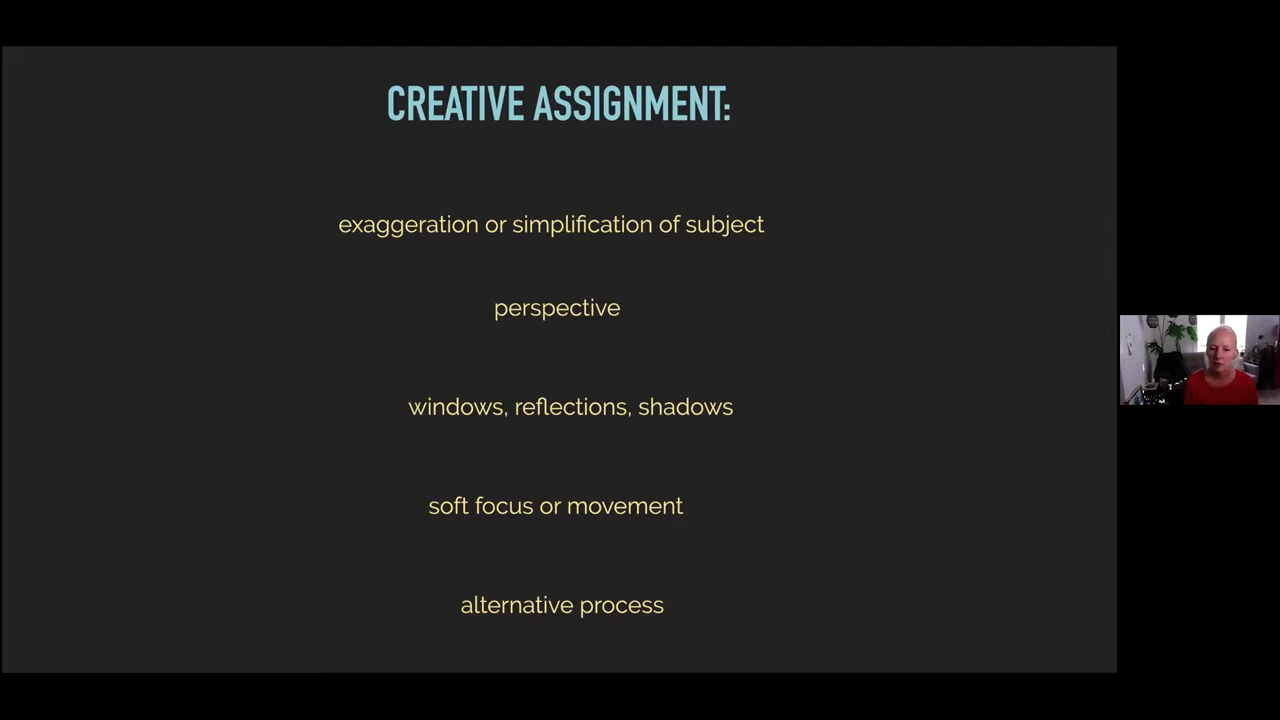 CREATIVE ASSIGNMENT:
exaggeration or simplification of subject
perspective
windows, reflections, shadows
soft focus or movement
alternative process